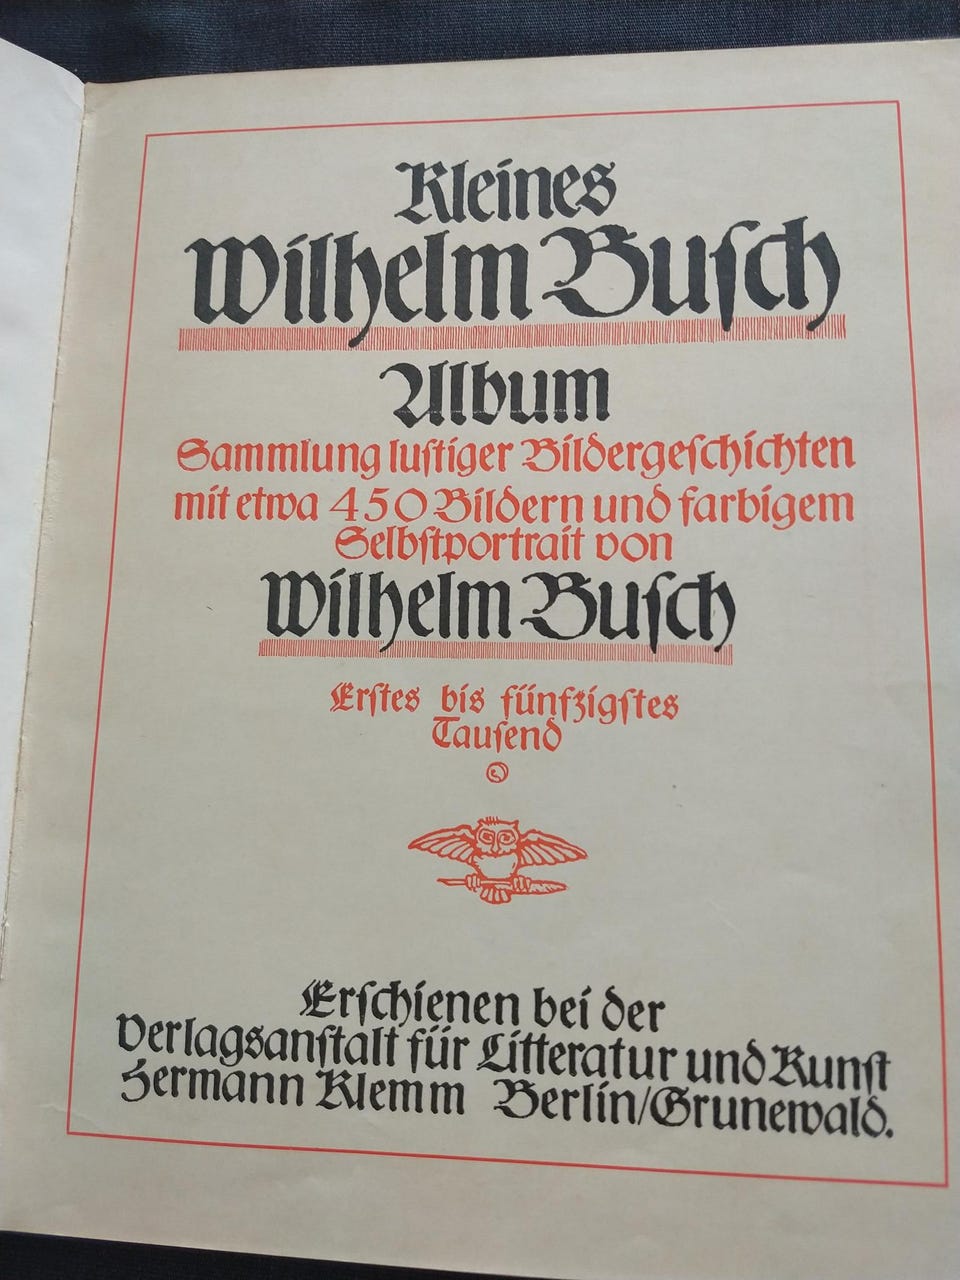 Kleines
Wilhelm Buſch
Album
Sammlung luſtiger Bildergeſchichten
mit etwa 450 Bildern und farbigem
Selbſtportrait von
Wilhelm Buſch
Erſtes bis fünfzigſtes
Tauſend
Erſchienen bei der
Verlagsanſtalt für Litteratur und Kunſt
Hermann Klemm Berlin/Grunewald.